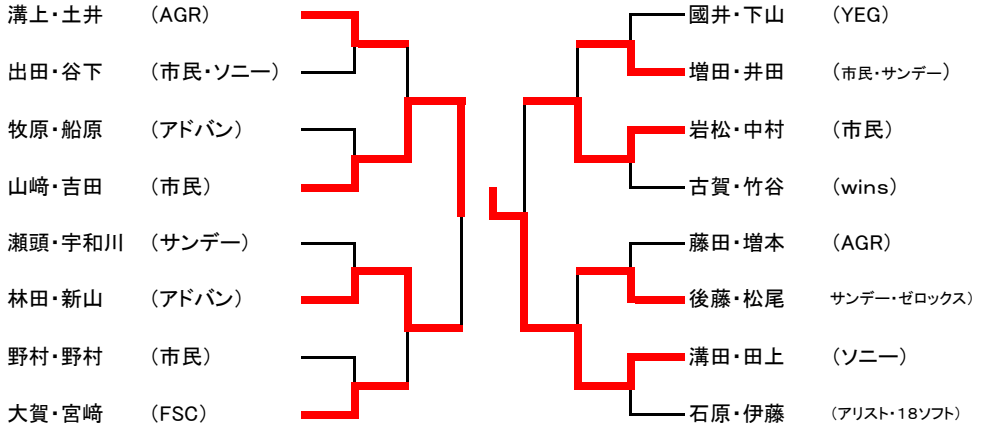 溝上・土井 (AGR)
出田・谷下 (市民・ソニー)
牧原・船原 (アドバン)
山﨑・吉田 (市民)
瀬頭・宇和川 (サンデー)
林田・新山 (アドバン)
野村・野村 (市民)
大賀・宮﨑 (FSC)
國井・下山 (YEG)
増田・井田 (市民・サンデー)
岩松・中村 (市民)
古賀・竹谷 (wins)
藤田・増本 (AGR)
後藤・松尾 サンデー・ゼロックス)
溝田・田上 (ソニー)
石原・伊藤 (アリスト・18ソフト)